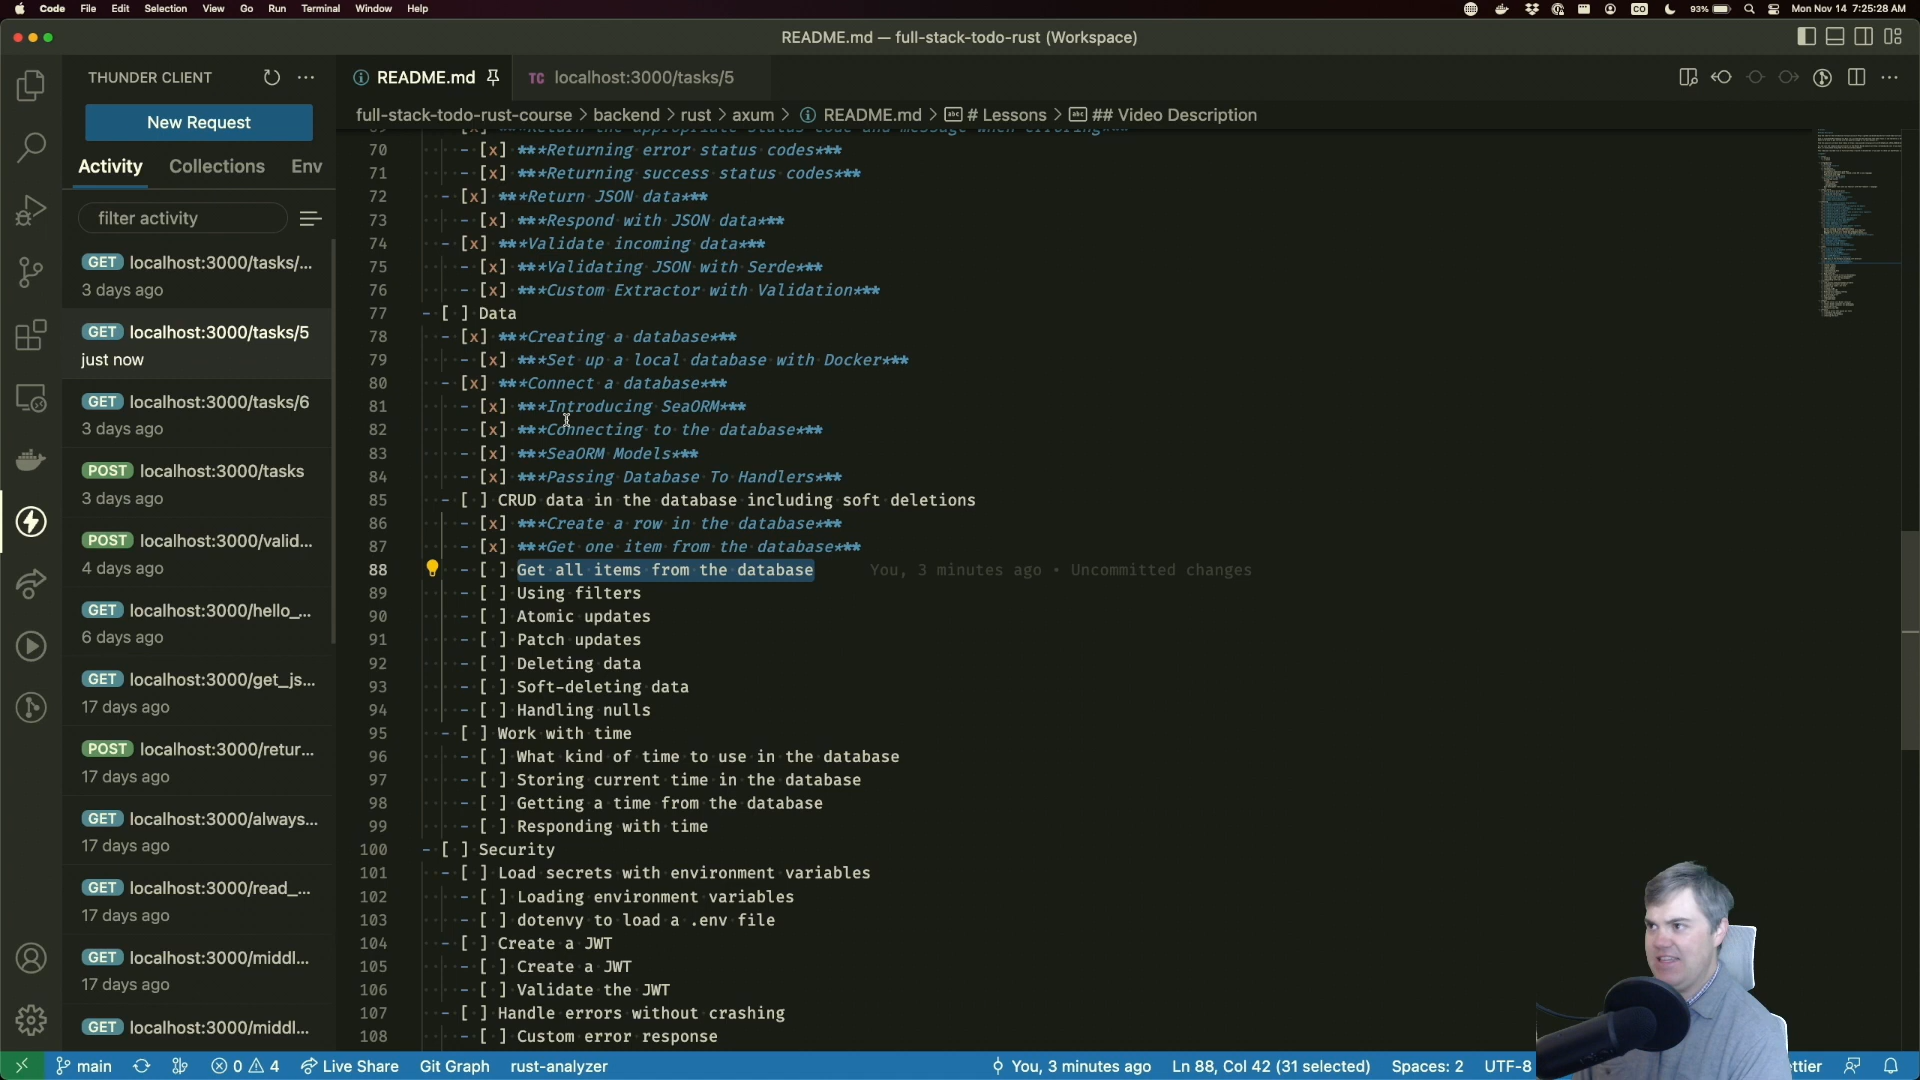 Code File Edit Selection View Go Run Terminal Window Help
93% Mon Nov 14 7:25:28 AM
README.md — full-stack-todo-rust (Workspace)
THUNDER CLIENT
New Request
Activity Collections Env
filter activity
GET localhost:3000/tasks/...
3 days ago
GET localhost:3000/tasks/5
just now
GET localhost:3000/tasks/6
3 days ago
POST localhost:3000/tasks
3 days ago
POST localhost:3000/valid...
4 days ago
GET localhost:3000/hello_...
6 days ago
GET localhost:3000/get_js...
17 days ago
POST localhost:3000/retur...
17 days ago
GET localhost:3000/always...
17 days ago
GET localhost:3000/read_...
17 days ago
GET localhost:3000/middl...
17 days ago
GET localhost:3000/middl...
README.md TC localhost:3000/tasks/5
full-stack-todo-rust-course > backend > rust > axum > README.md > # Lessons > ## Video Description
69 - [x] ***Return the appropriate status code and message when erroring***
70 - [x] ***Returning error status codes***
71 - [x] ***Returning success status codes***
72 - [x] ***Return JSON data***
73 - [x] ***Respond with JSON data***
74 - [x] ***Validate incoming data***
75 - [x] ***Validating JSON with Serde***
76 - [x] ***Custom Extractor with Validation***
77 - [ ] Data
78 - [x] ***Creating a database***
79 - [x] ***Set up a local database with Docker***
80 - [x] ***Connect a database***
81 - [x] ***Introducing SeaORM***
82 - [x] ***Connecting to the database***
83 - [x] ***SeaORM Models***
84 - [x] ***Passing Database To Handlers***
85 - [ ] CRUD data in the database including soft deletions
86 - [x] ***Create a row in the database***
87 - [x] ***Get one item from the database***
88 - [ ] Get all items from the database You, 3 minutes ago • Uncommitted changes
89 - [ ] Using filters
90 - [ ] Atomic updates
91 - [ ] Patch updates
92 - [ ] Deleting data
93 - [ ] Soft-deleting data
94 - [ ] Handling nulls
95 - [ ] Work with time
96 - [ ] What kind of time to use in the database
97 - [ ] Storing current time in the database
98 - [ ] Getting a time from the database
99 - [ ] Responding with time
100 - [ ] Security
101 - [ ] Load secrets with environment variables
102 - [ ] Loading environment variables
103 - [ ] dotenvy to load a .env file
104 - [ ] Create a JWT
105 - [ ] Create a JWT
106 - [ ] Validate the JWT
107 - [ ] Handle errors without crashing
108 - [ ] Custom error response
main 0 4 Live Share Git Graph rust-analyzer You, 3 minutes ago Ln 88, Col 42 (31 selected) Spaces: 2 UTF-8 ettier